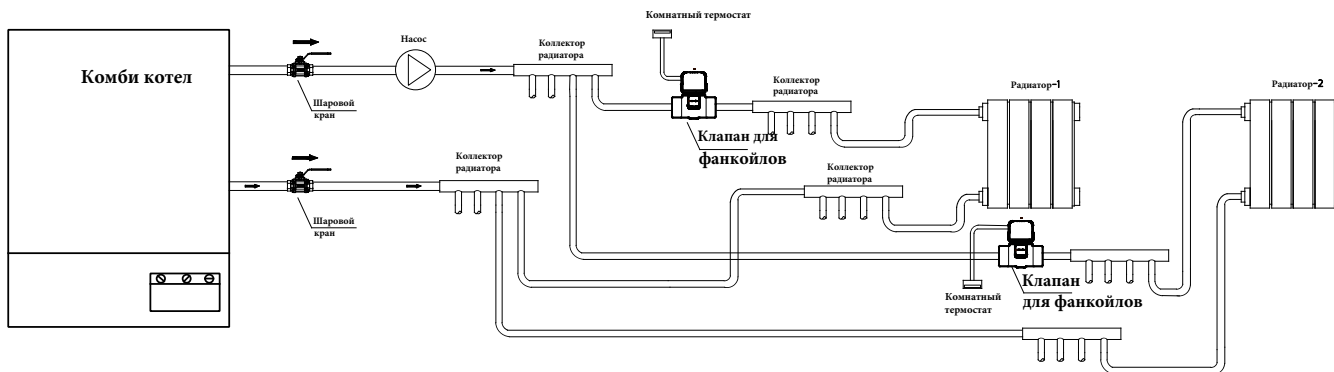 Комнатный термостат
Насос
Коллектор
радиатора
Комби котел
Коллектор
радиатора
Радиатор-1
Радиатор-2
Шаровой
кран
Клапан для
фанкойлов
Коллектор
радиатора
Коллектор
радиатора
Шаровой
кран
Клапан
для фанкойлов
Комнатный
термостат